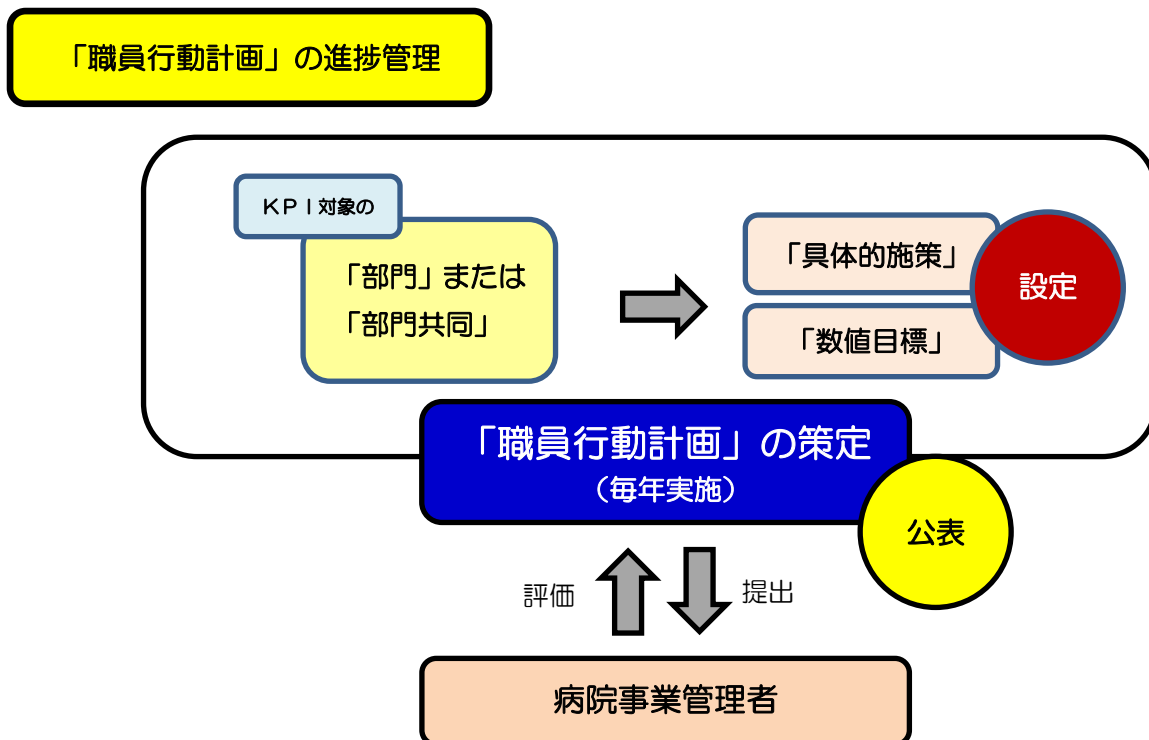 「職員行動計画」の進捗管理
ＫＰＩ対象の
「部門」または
「部門共同」
「具体的施策」
「数値目標」
設定
「職員行動計画」の策定
（毎年実施）
公表
評価
提出
病院事業管理者